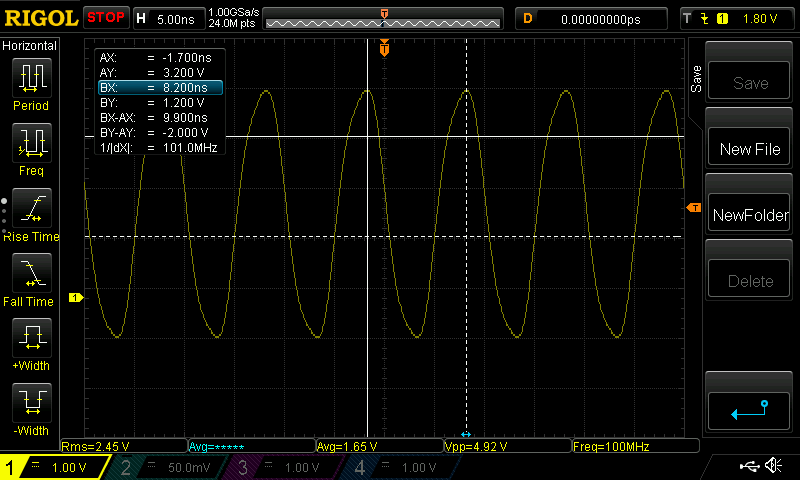 RIGOL STOP H 5.00ns 1.00GSa/s 24.0M pts D 0.00000000ps T 1 1.80 V
Horizontal
Period
Freq
Rise Time
Fall Time
+Width
-Width
AX: = -1.700ns
AY: = 3.200 V
BX: = 8.200ns
BY: = 1.200 V
BX-AX: = 9.900ns
BY-AY: = -2.000 V
1/|dX|: = 101.0MHz
T
T
1
Save
Save
New File
NewFolder
Delete
Rms=2.45 V Avg=***** Avg=1.65 V Vpp=4.92 V Freq=100MHz
1 = 1.00 V 2 = 50.0mV 3 = 1.00 V 4 = 1.00 V